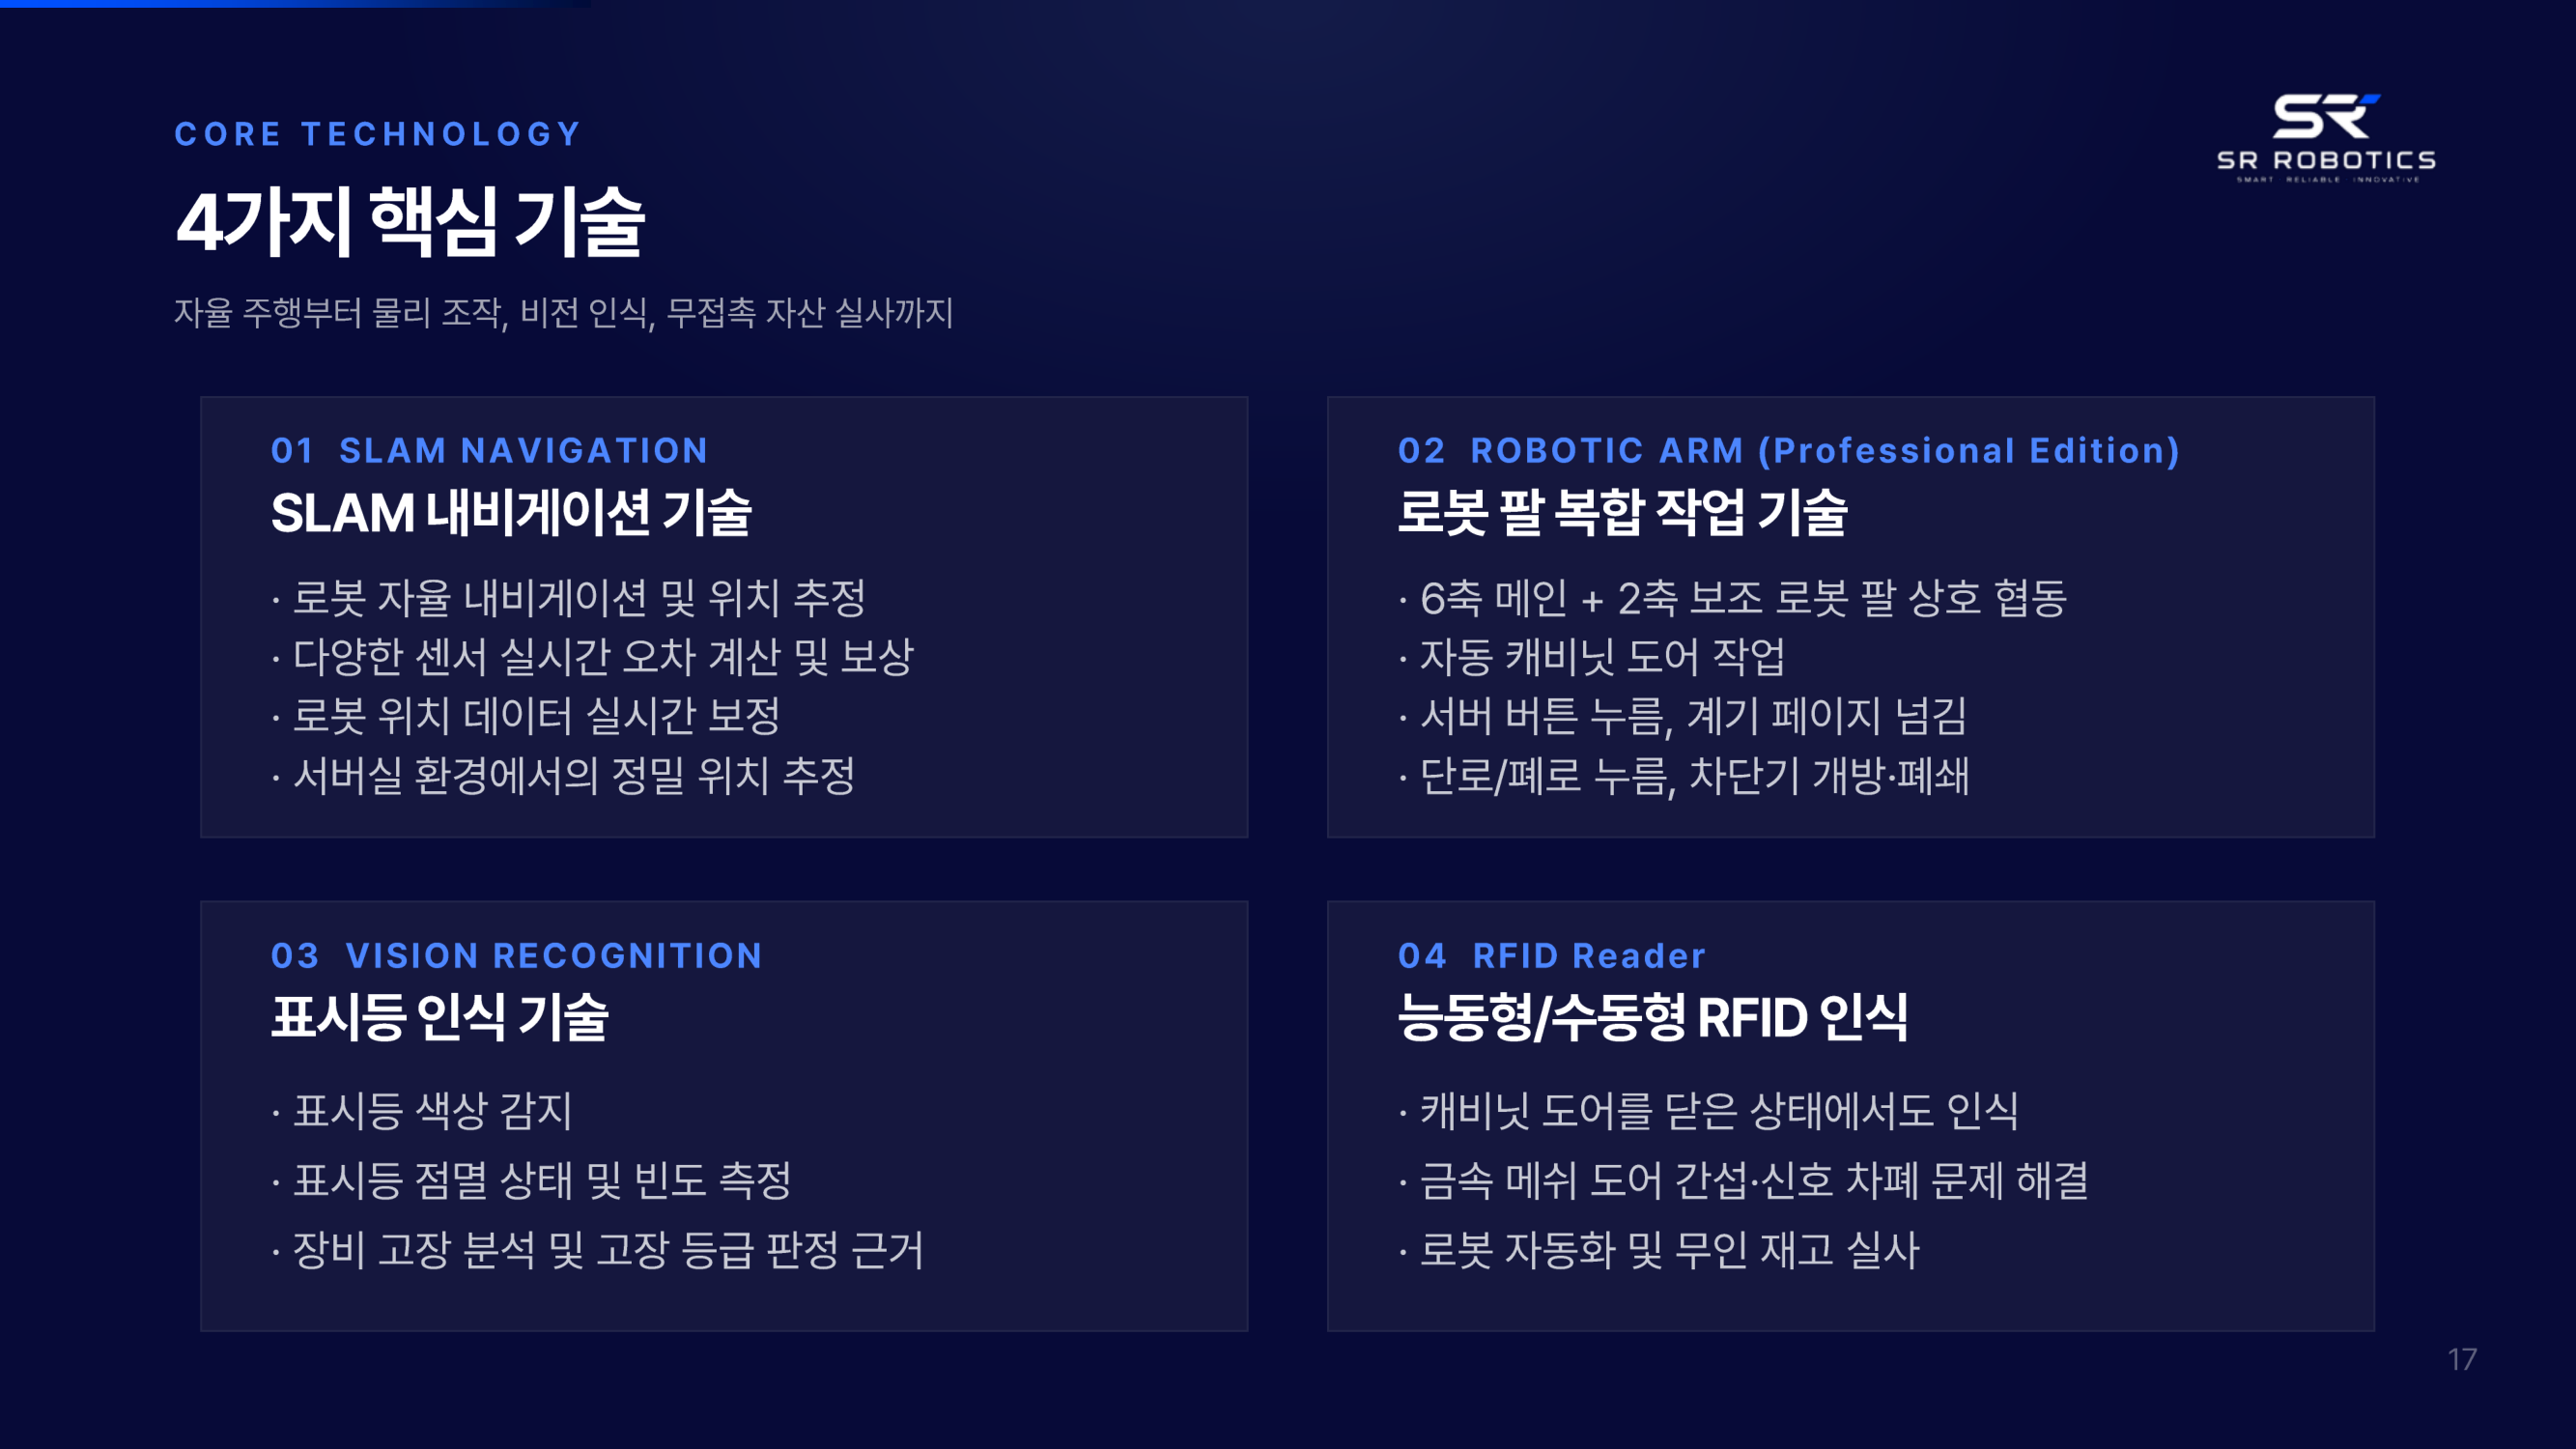 CORE TECHNOLOGY
4가지 핵심 기술
자율 주행부터 물리 조작, 비전 인식, 무접촉 자산 실사까지
SR
SR ROBOTICS
SMART RELIABLE INNOVATIVE
01 SLAM NAVIGATION
SLAM 내비게이션 기술
· 로봇 자율 내비게이션 및 위치 추정
· 다양한 센서 실시간 오차 계산 및 보상
· 로봇 위치 데이터 실시간 보정
· 서버실 환경에서의 정밀 위치 추정
02 ROBOTIC ARM (Professional Edition)
로봇 팔 복합 작업 기술
· 6축 메인 + 2축 보조 로봇 팔 상호 협동
· 자동 캐비닛 도어 작업
· 서버 버튼 누름, 계기 페이지 넘김
· 단로/폐로 누름, 차단기 개방·폐쇄
03 VISION RECOGNITION
표시등 인식 기술
· 표시등 색상 감지
· 표시등 점멸 상태 및 빈도 측정
· 장비 고장 분석 및 고장 등급 판정 근거
04 RFID Reader
능동형/수동형 RFID 인식
· 캐비닛 도어를 닫은 상태에서도 인식
· 금속 메쉬 도어 간섭·신호 차폐 문제 해결
· 로봇 자동화 및 무인 재고 실사
17